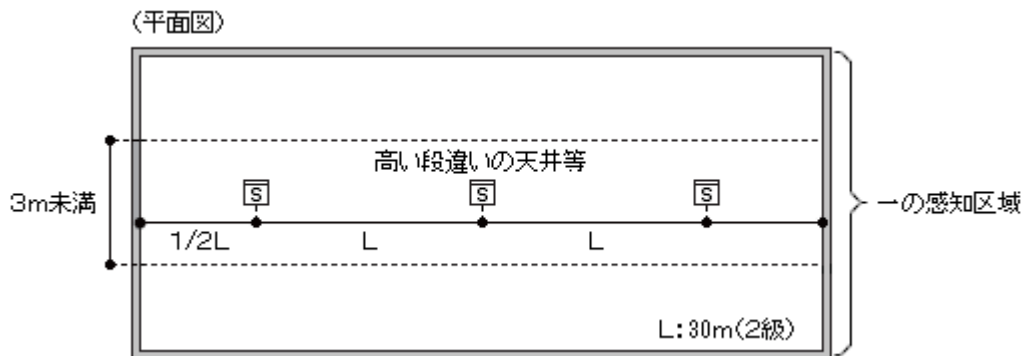 (平面図)
高い段違いの天井等
S S S
3m未満
一の感知区域
1/2L L L
L:30m(2級)